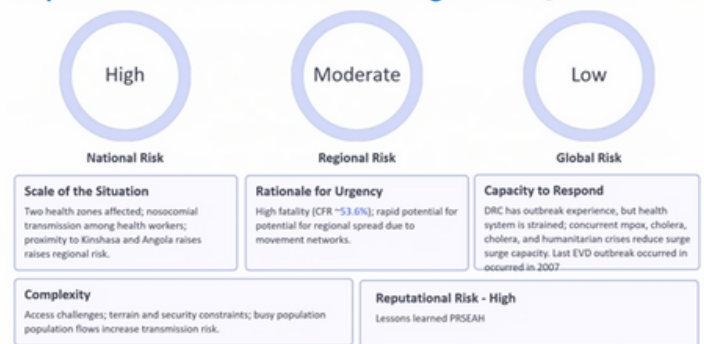 High
Moderate
Low
National Risk
Regional Risk
Global Risk
Scale of the Situation
Two health zones affected; nosocomial
transmission among health workers;
proximity to Kinshasa and Angola raises
raises regional risk.
Rationale for Urgency
High fatality (CFR ~53.6%); rapid potential for
potential for regional spread due to
movement networks.
Capacity to Respond
DRC has outbreak experience, but health
system is strained; concurrent mpox, cholera,
cholera, and humanitarian crises reduce surge
surge capacity. Last EVD outbreak occurred in
occurred in 2007
Complexity
Access challenges; terrain and security constraints; busy population
population flows increase transmission risk.
Reputational Risk - High
Lessons learned PRSEAH